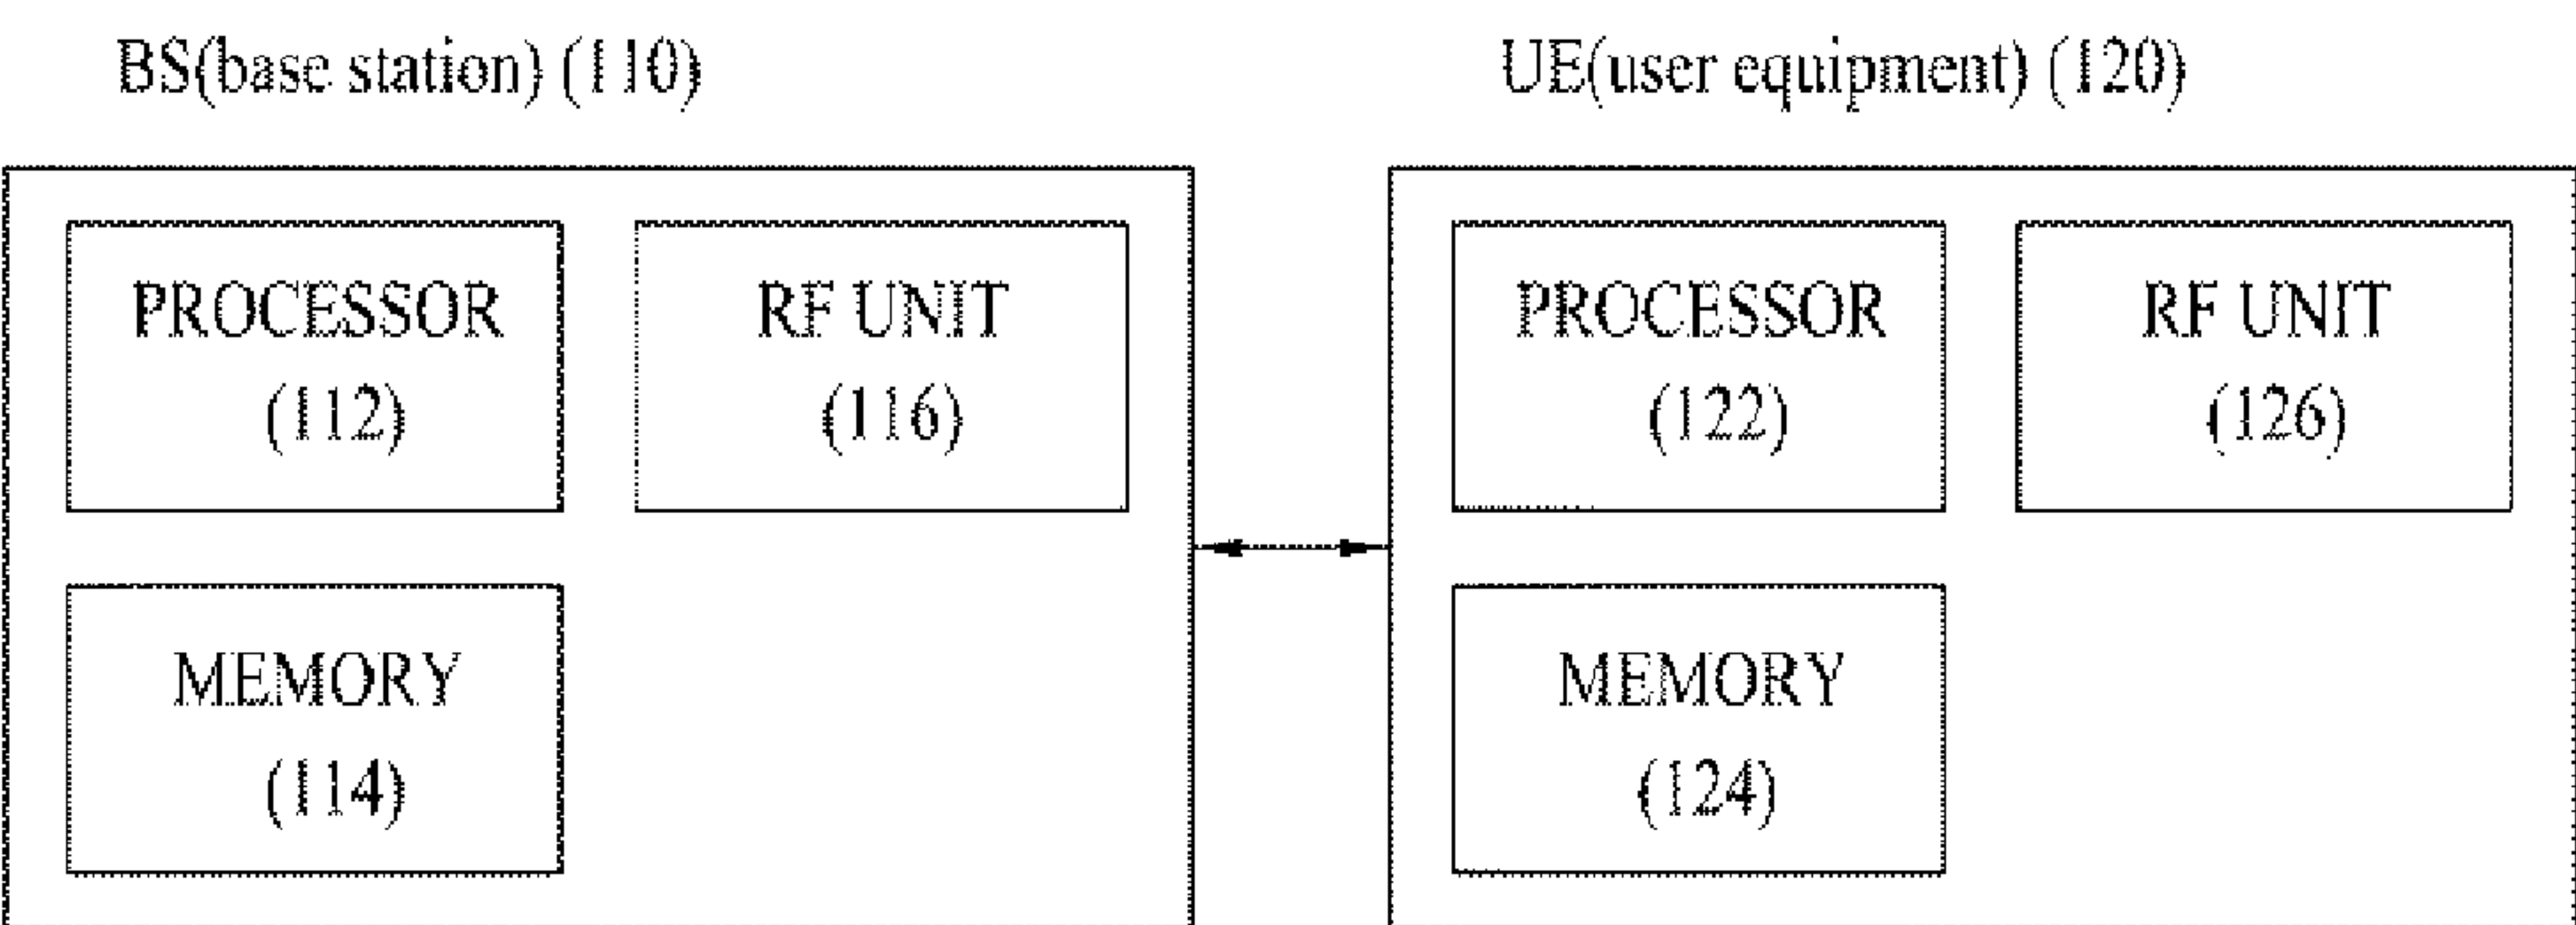 BS(base station) (110)
PROCESSOR
(112)
RF UNIT
(116)
MEMORY
(114)
UE(user equipment) (120)
PROCESSOR
(122)
RF UNIT
(126)
MEMORY
(124)